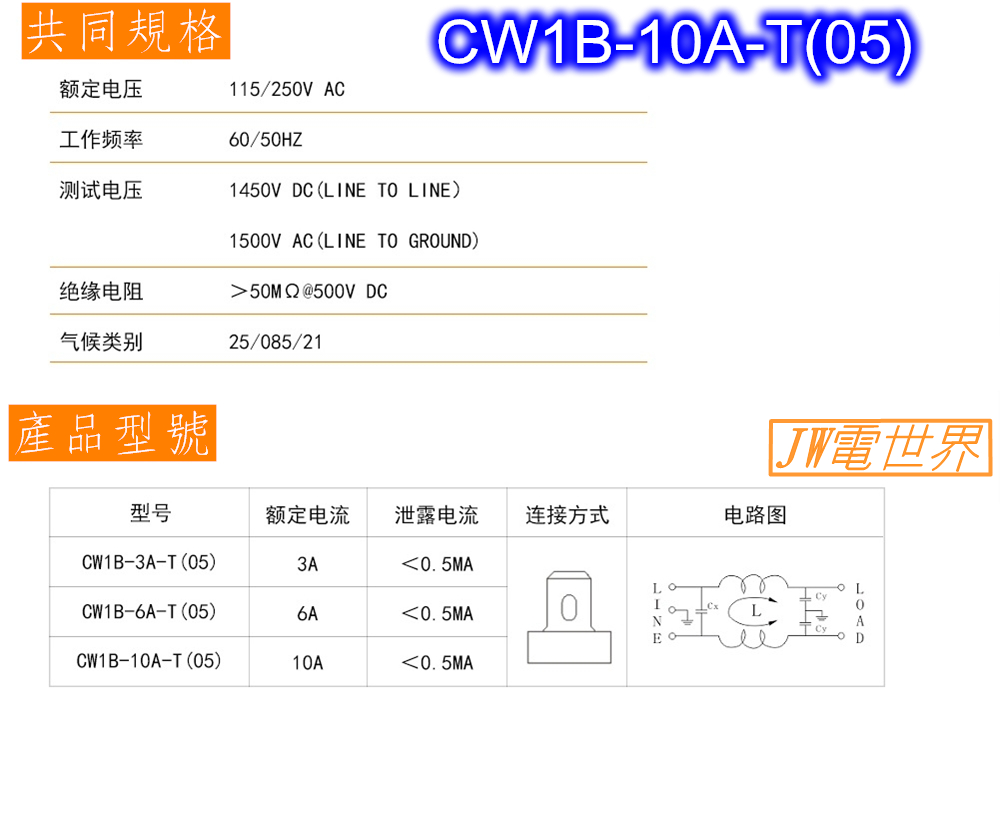 共同規格
CW1B-10A-T(05)
额定电压 115/250V AC
工作频率 60/50HZ
测试电压 1450V DC(LINE TO LINE)
1500V AC(LINE TO GROUND)
绝缘电阻 >50MΩ@500V DC
气候类别 25/085/21
產品型號
JW電世界
型号 额定电流 泄露电流 连接方式 电路图
CW1B-3A-T(05) 3A <0.5MA
CW1B-6A-T(05) 6A <0.5MA
CW1B-10A-T(05) 10A <0.5MA
LINE
Cx
L
Cy
Cy
LOAD